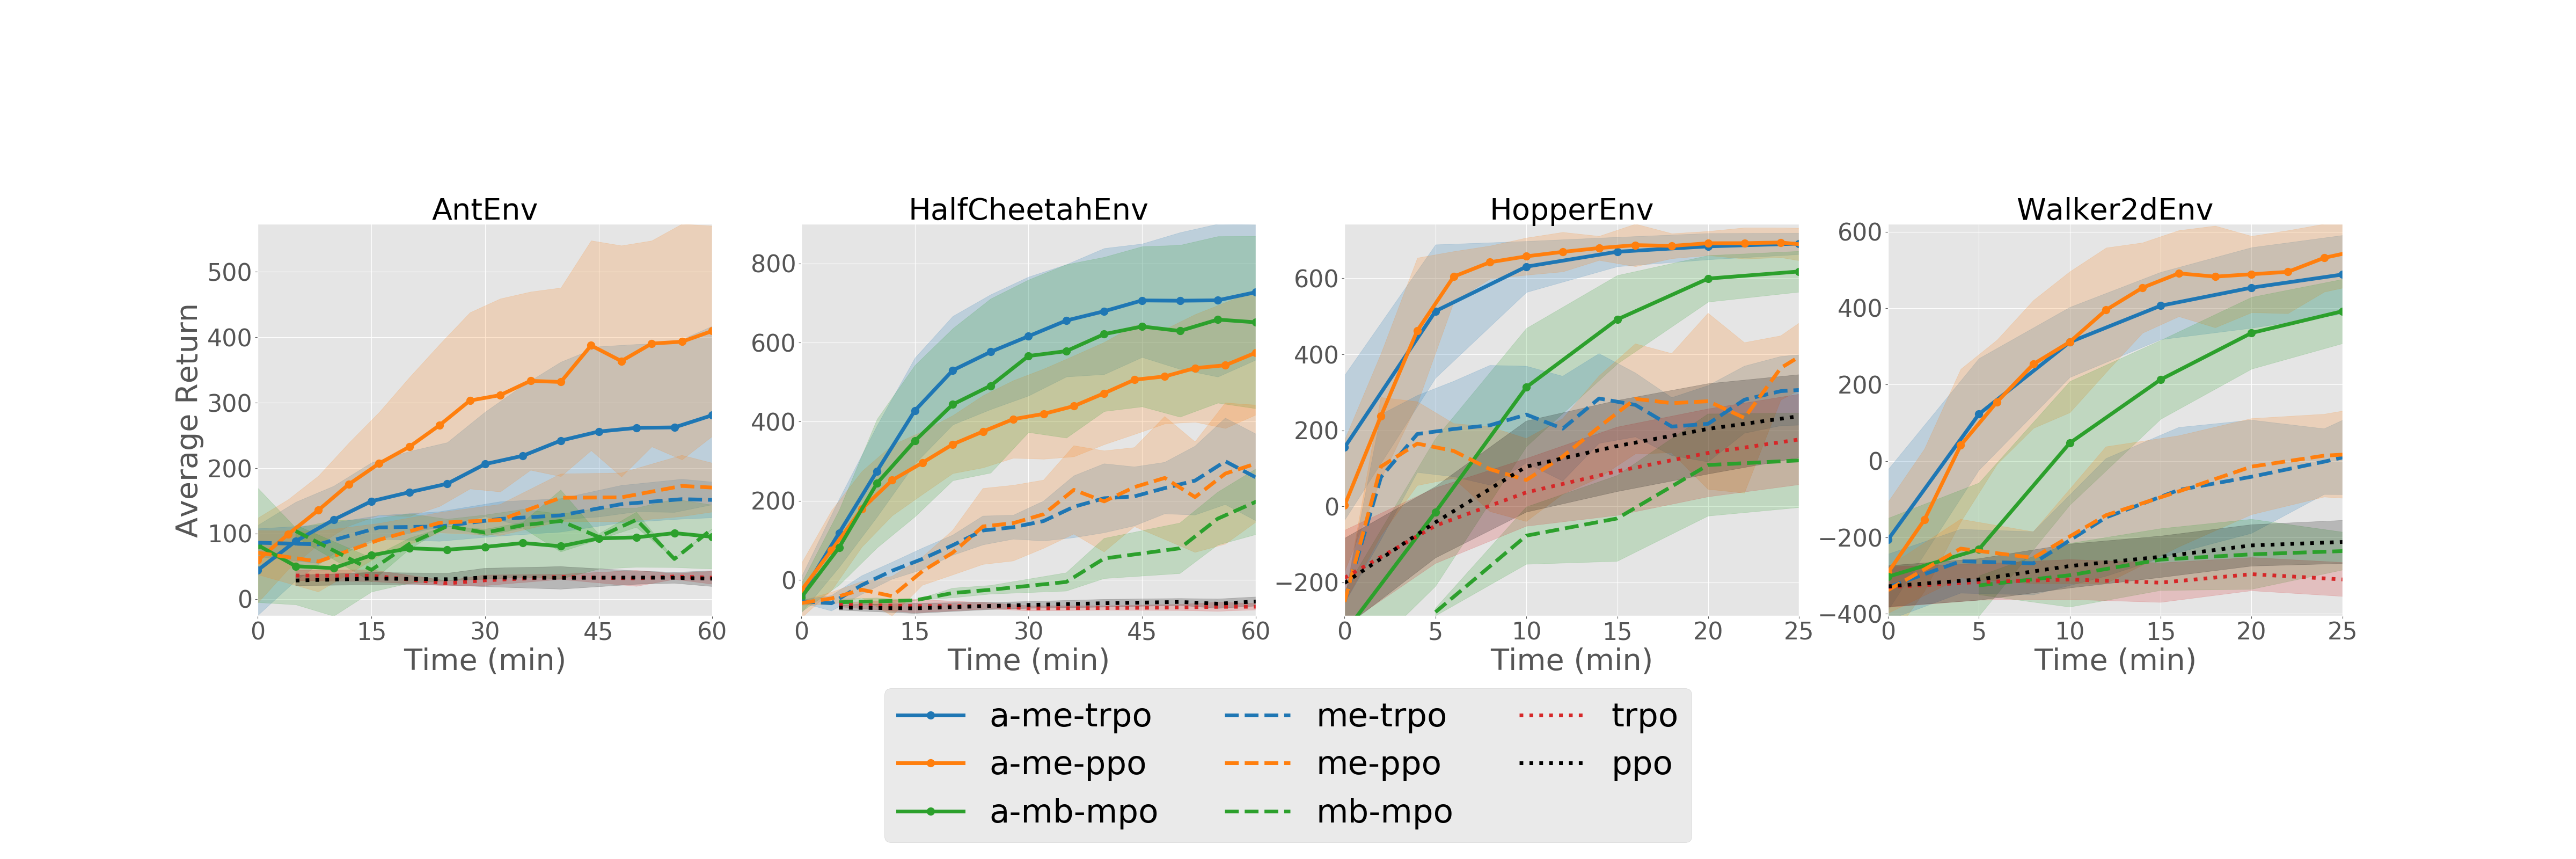 AntEnv
HalfCheetahEnv
HopperEnv
Walker2dEnv
Average Return
500
400
300
200
100
0
0 15 30 45 60
Time (min)
800
600
400
200
0
0 15 30 45 60
Time (min)
600
400
200
0
−200
0 5 10 15 20 25
Time (min)
600
400
200
0
−200
−400
0 5 10 15 20 25
Time (min)
a-me-trpo
a-me-ppo
a-mb-mpo
me-trpo
me-ppo
mb-mpo
trpo
ppo